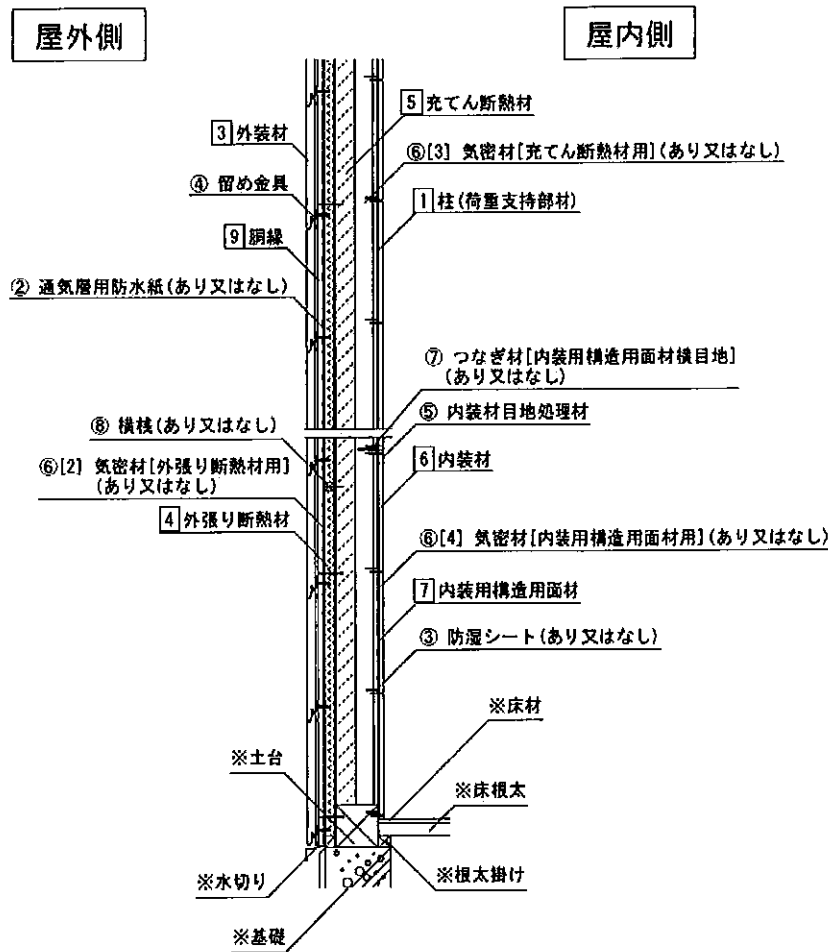 屋外側
屋内側
5 充てん断熱材
3 外装材
⑥[3] 気密材[充てん断熱材用](あり又はなし)
④ 留め金具
1 柱(荷重支持部材)
9 胴縁
② 通気層用防水紙(あり又はなし)
⑦ つなぎ材[内装用構造用面材横目地]
(あり又はなし)
⑤ 内装材目地処理材
⑧ 横桟(あり又はなし)
⑥[2] 気密材[外張り断熱材用]
(あり又はなし)
6 内装材
4 外張り断熱材
⑥[4] 気密材[内装用構造用面材用](あり又はなし)
7 内装用構造用面材
③ 防湿シート(あり又はなし)
※床材
※土台
※床根太
※水切り
※根太掛け
※基礎